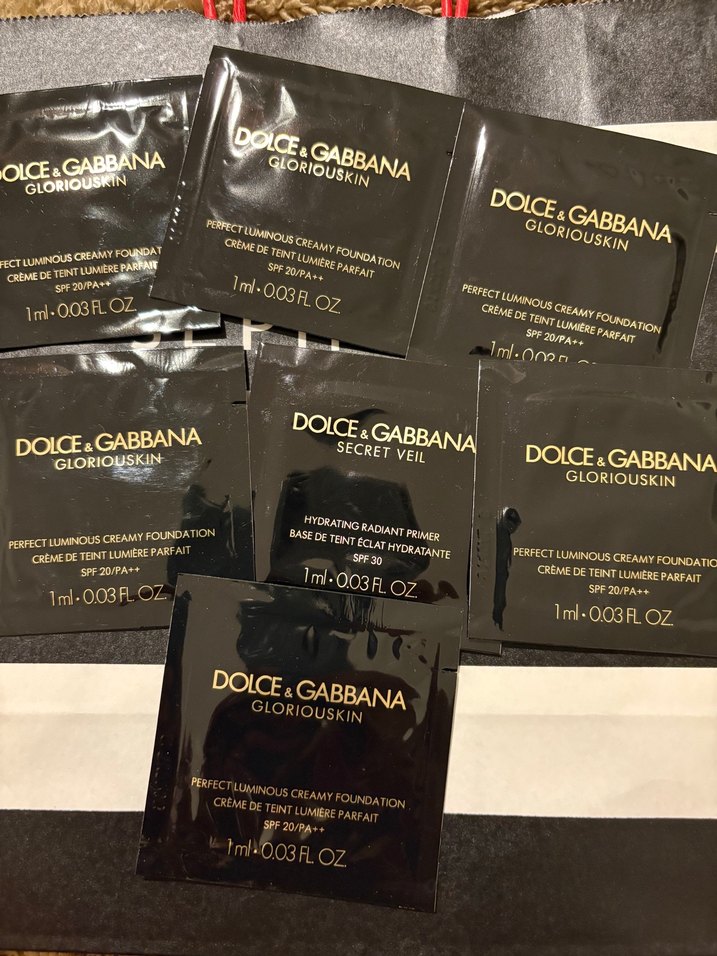 DOLCE & GABBANA
GLORIOUSKIN
PERFECT LUMINOUS CREAMY FOUNDATION
CRÈME DE TEINT LUMIÈRE PARFAIT
SPF 20/PA++
1 ml • 0.03 FL. OZ.
DOLCE & GABBANA
GLORIOUSKIN
PERFECT LUMINOUS CREAMY FOUNDATION
CRÈME DE TEINT LUMIÈRE PARFAIT
SPF 20/PA++
1 ml • 0.03 FL. OZ.
DOLCE & GABBANA
GLORIOUSKIN
PERFECT LUMINOUS CREAMY FOUNDATION
CRÈME DE TEINT LUMIÈRE PARFAIT
SPF 20/PA++
1 ml • 0.03 FL. OZ.
DOLCE & GABBANA
GLORIOUSKIN
PERFECT LUMINOUS CREAMY FOUNDATION
CRÈME DE TEINT LUMIÈRE PARFAIT
SPF 20/PA++
1 ml • 0.03 FL. OZ.
DOLCE & GABBANA
SECRET VEIL
HYDRATING RADIANT PRIMER
BASE DE TEINT ÉCLAT HYDRATANTE
SPF 30
1 ml • 0.03 FL. OZ.
DOLCE & GABBANA
GLORIOUSKIN
PERFECT LUMINOUS CREAMY FOUNDATIO
CRÈME DE TEINT LUMIÈRE PARFAIT
SPF 20/PA++
1 ml • 0.03 FL. OZ.
DOLCE & GABBANA
GLORIOUSKIN
PERFECT LUMINOUS CREAMY FOUNDATION
CRÈME DE TEINT LUMIÈRE PARFAIT
SPF 20/PA++
1 ml • 0.03 FL. OZ.